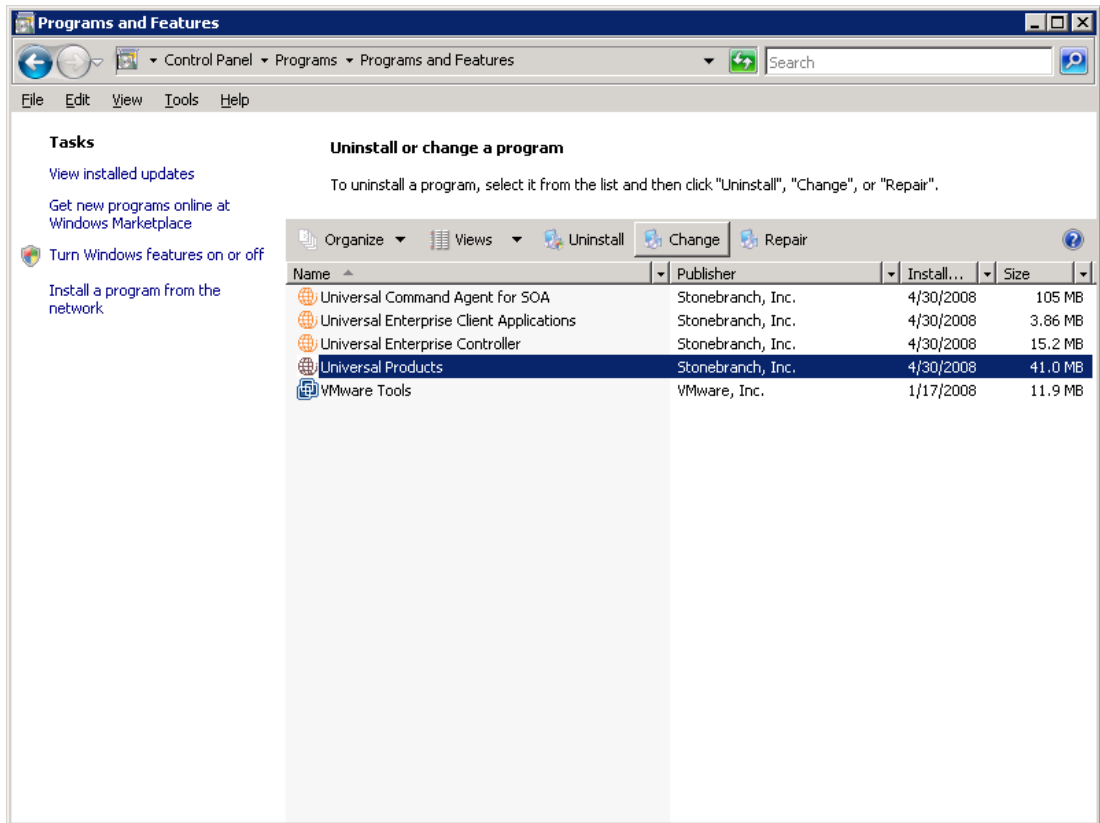 Programs and Features
Control Panel Programs Programs and Features Search
File Edit View Tools Help
Tasks
View installed updates
Get new programs online at
Windows Marketplace
Turn Windows features on or off
Install a program from the
network
Uninstall or change a program
To uninstall a program, select it from the list and then click "Uninstall", "Change", or "Repair".
Organize Views Uninstall Change Repair
Name Publisher Install... Size
Universal Command Agent for SOA Stonebranch, Inc. 4/30/2008 105 MB
Universal Enterprise Client Applications Stonebranch, Inc. 4/30/2008 3.86 MB
Universal Enterprise Controller Stonebranch, Inc. 4/30/2008 15.2 MB
Universal Products Stonebranch, Inc. 4/30/2008 41.0 MB
VMware Tools VMware, Inc. 1/17/2008 11.9 MB